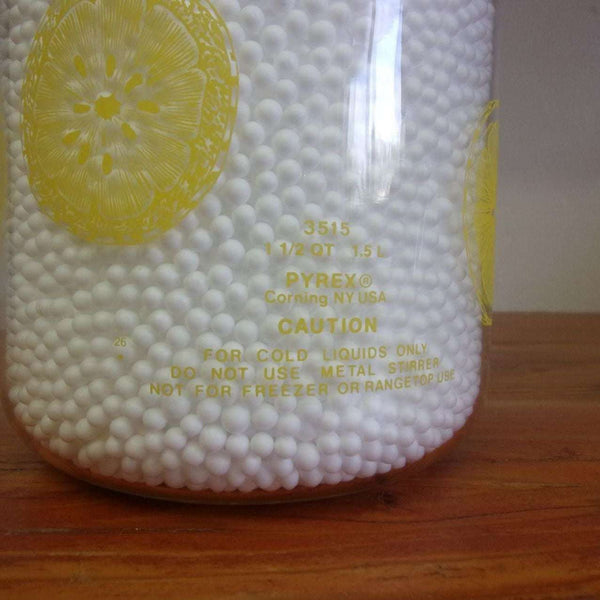 3515
1 1/2 QT 1.5 L
PYREX®
Corning NY USA
CAUTION
26
FOR COLD LIQUIDS ONLY
DO NOT USE METAL STIRRER
NOT FOR FREEZER OR RANGETOP USE